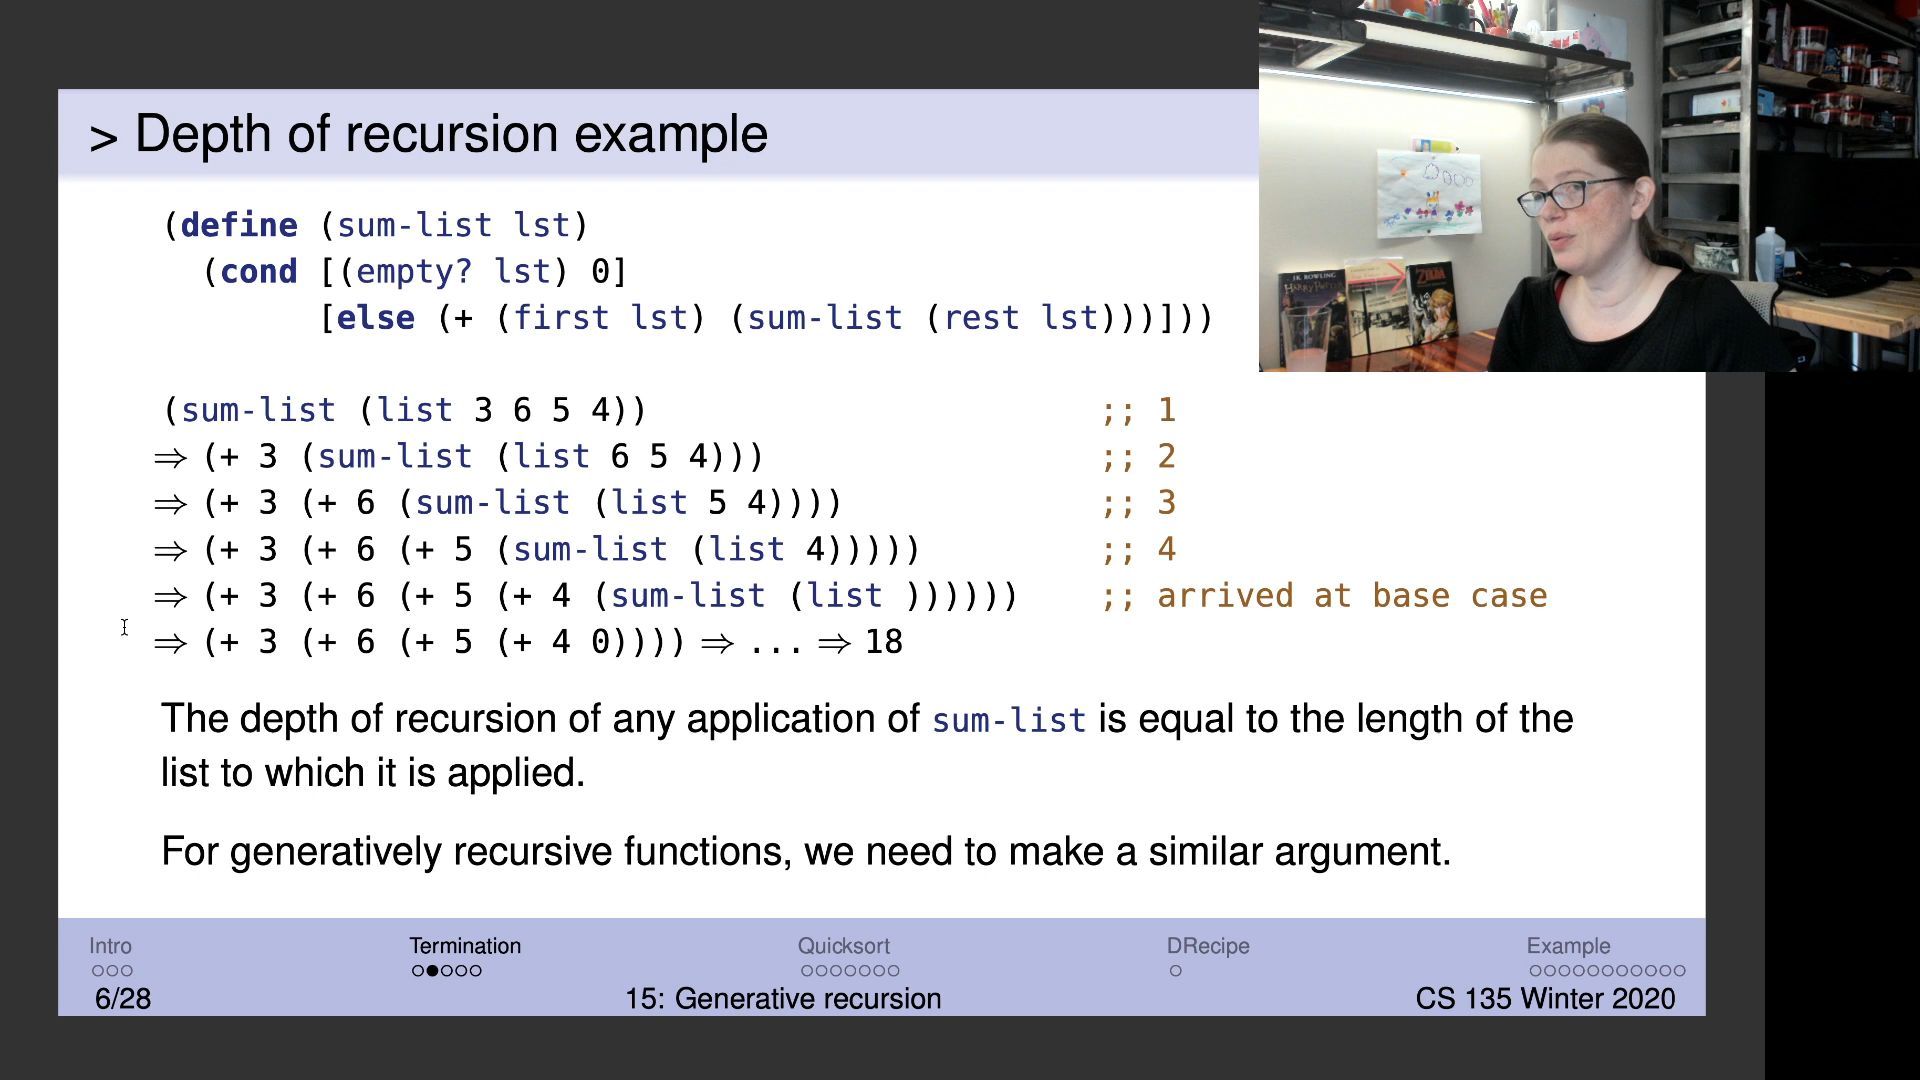 > Depth of recursion example
(define (sum-list lst)
(cond [(empty? lst) 0]
[else (+ (first lst) (sum-list (rest lst)))]))
(sum-list (list 3 6 5 4)) ;; 1
⇒ (+ 3 (sum-list (list 6 5 4))) ;; 2
⇒ (+ 3 (+ 6 (sum-list (list 5 4)))) ;; 3
⇒ (+ 3 (+ 6 (+ 5 (sum-list (list 4))))) ;; 4
⇒ (+ 3 (+ 6 (+ 5 (+ 4 (sum-list (list )))))) ;; arrived at base case
⇒ (+ 3 (+ 6 (+ 5 (+ 4 0)))) ⇒ ... ⇒ 18
The depth of recursion of any application of sum-list is equal to the length of the
list to which it is applied.
For generatively recursive functions, we need to make a similar argument.
Intro Termination Quicksort DRecipe Example
6/28 15: Generative recursion CS 135 Winter 2020
J.K. ROWLING
HARRY POTTER
ZELDA